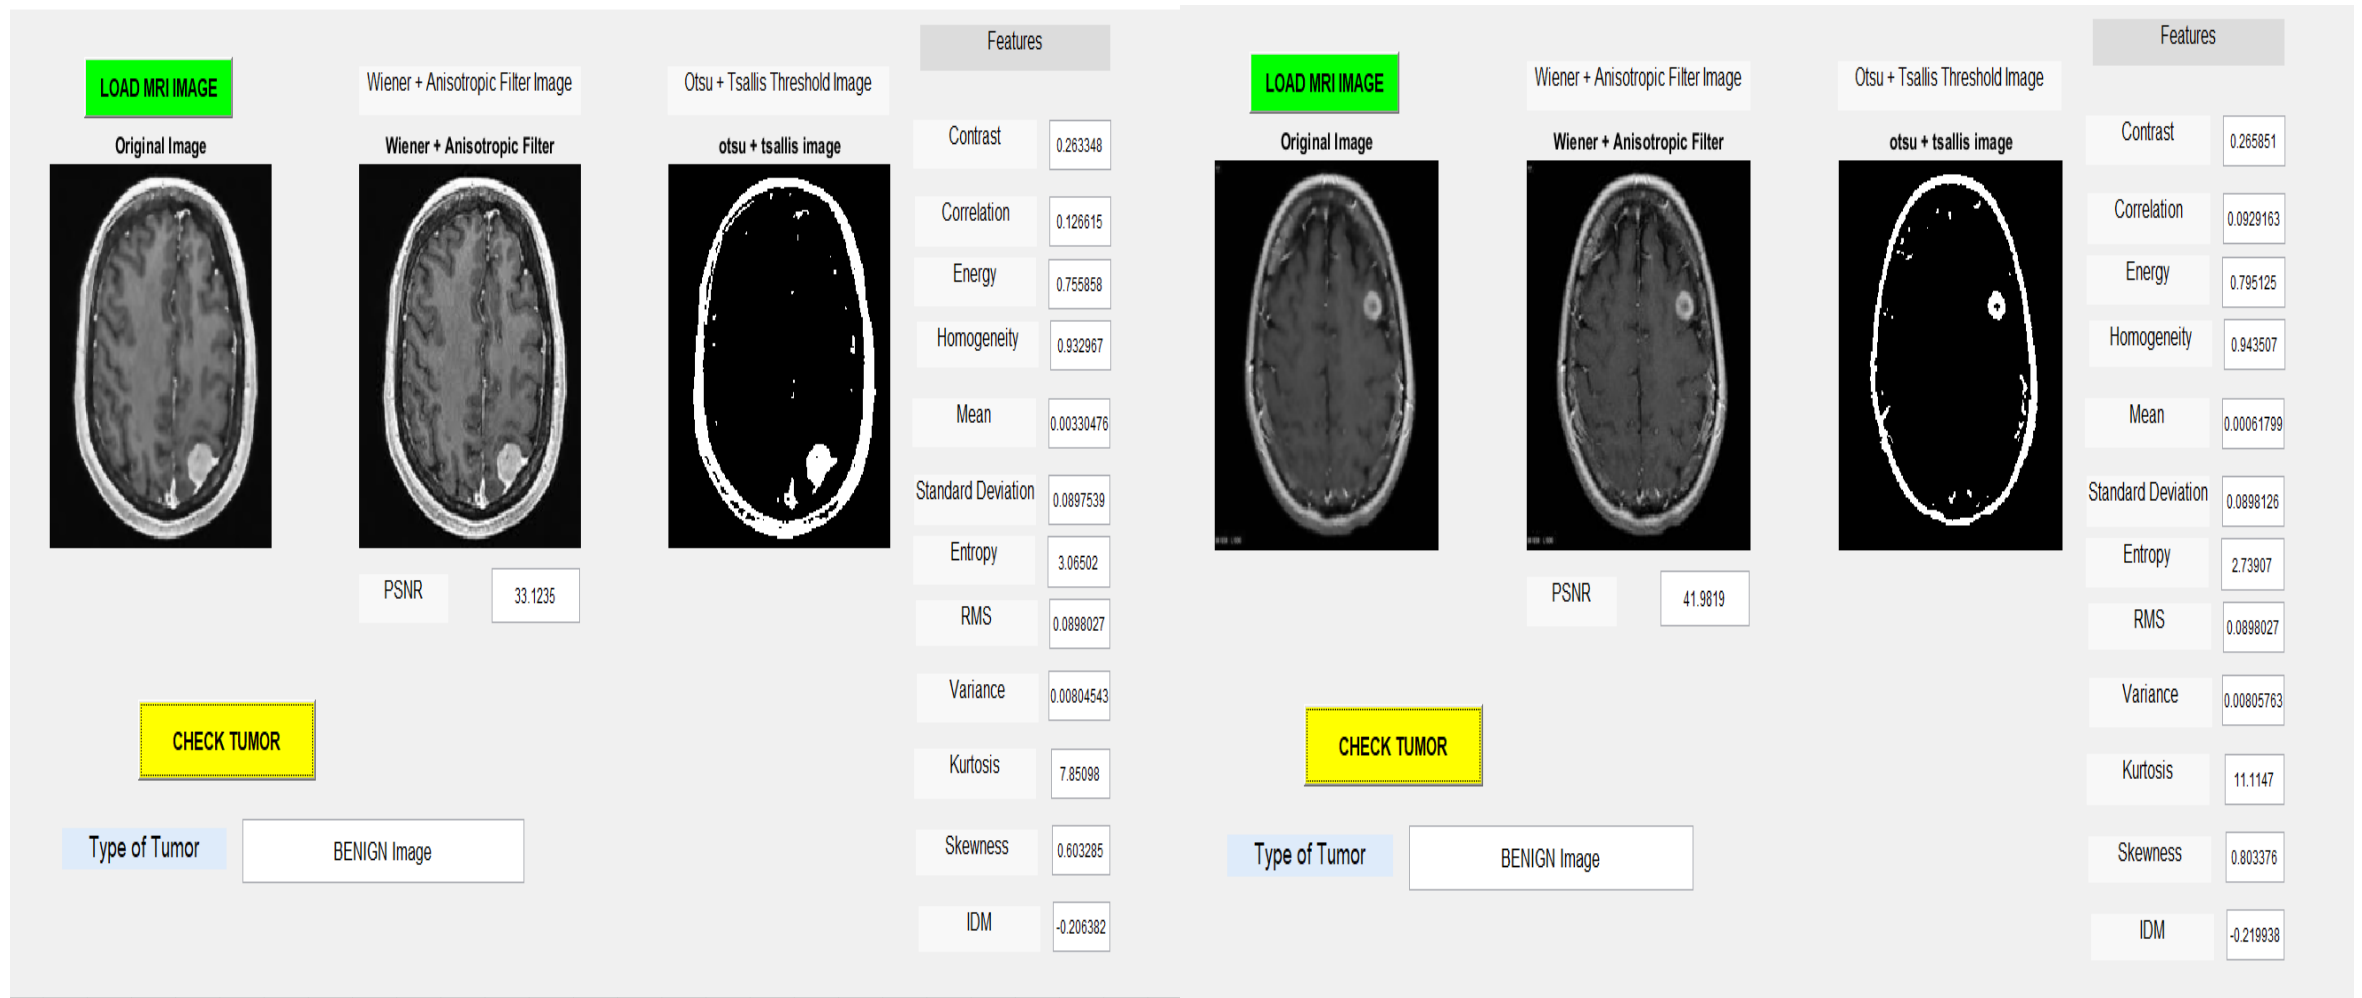 Features
LOAD MRI IMAGE
Wiener + Anisotropic Filter Image
Otsu + Tsallis Threshold Image
Original Image
Wiener + Anisotropic Filter
otsu + tsallis image
Contrast
0.263348
Correlation
0.126615
Energy
0.755858
Homogeneity
0.932967
Mean
0.00330476
Standard Deviation
0.0897539
Entropy
3.06502
PSNR
33.1235
RMS
0.0898027
Variance
0.00804543
CHECK TUMOR
Kurtosis
7.85098
Type of Tumor
BENIGN Image
Skewness
0.603285
IDM
-0.206382
Features
LOAD MRI IMAGE
Wiener + Anisotropic Filter Image
Otsu + Tsallis Threshold Image
Original Image
Wiener + Anisotropic Filter
otsu + tsallis image
Contrast
0.265851
Correlation
0.0929163
Energy
0.795125
Homogeneity
0.943507
Mean
0.00061799
Standard Deviation
0.0898126
Entropy
2.73907
PSNR
41.9819
RMS
0.0898027
Variance
0.00805763
CHECK TUMOR
Kurtosis
11.1147
Type of Tumor
BENIGN Image
Skewness
0.803376
IDM
-0.219938